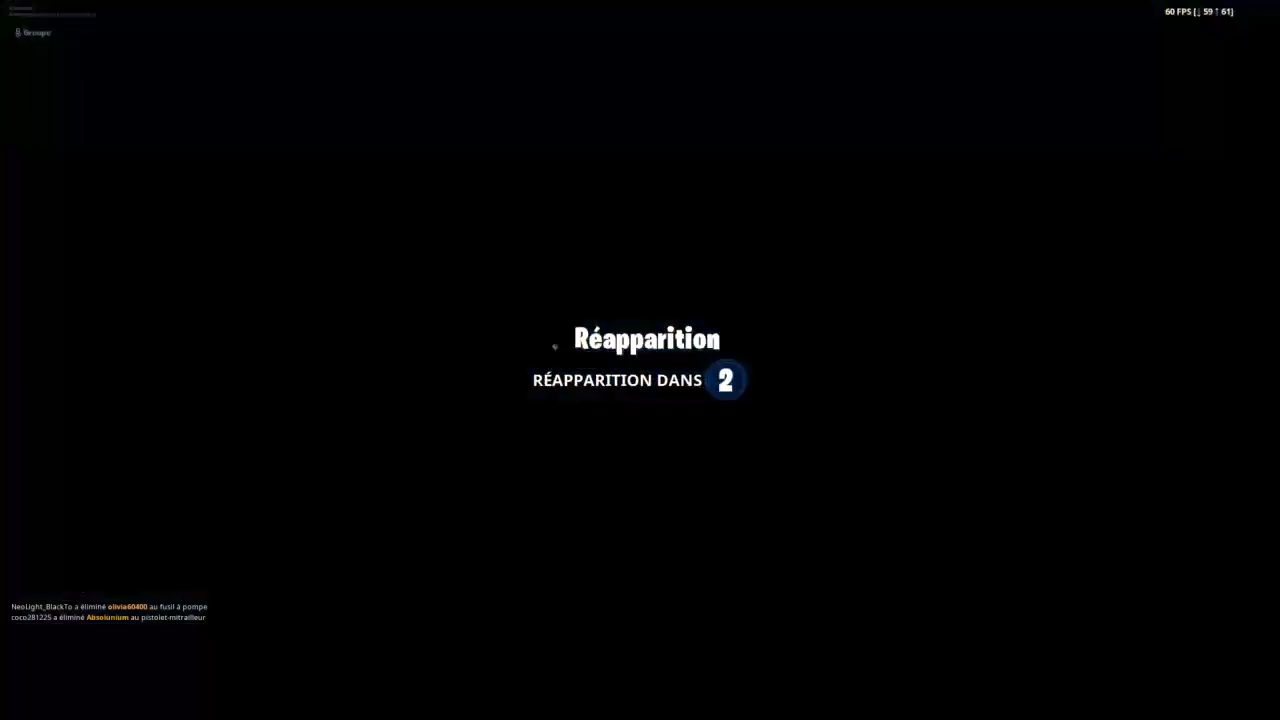 60 FPS [↓ 59 ↑ 61]
Groupe
Réapparition
RÉAPPARITION DANS 2
NeoLight_BlackTo a éliminé olivia60400 au fusil à pompe
coco281225 a éliminé Absolunium au pistolet-mitrailleur